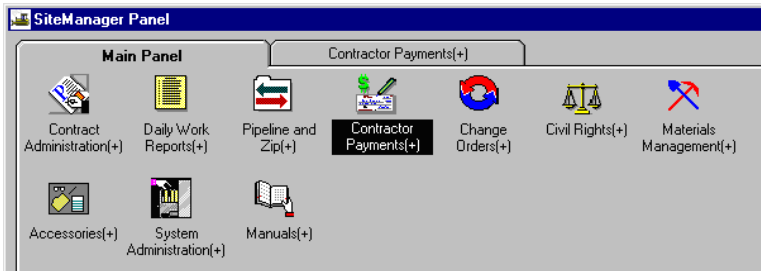 SiteManager Panel
Main Panel
Contractor Payments(+)
Contract
Administration(+)
Daily Work
Reports(+)
Pipeline and
Zip(+)
Contractor
Payments(+)
Change
Orders(+)
Civil Rights(+)
Materials
Management(+)
Accessories(+)
System
Administration(+)
Manuals(+)